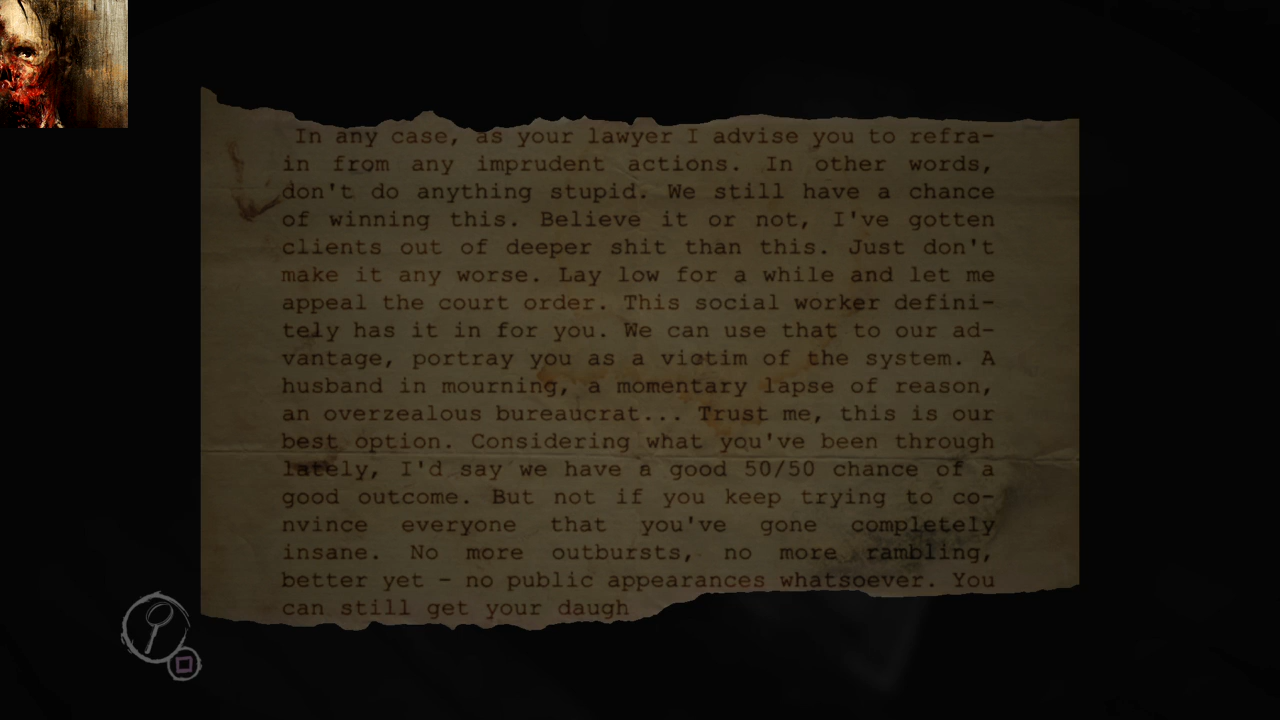 In any case, as your lawyer I advise you to refra-
in from any imprudent actions. In other words,
don't do anything stupid. We still have a chance
of winning this. Believe it or not, I've gotten
clients out of deeper shit than this. Just don't
make it any worse. Lay low for a while and let me
appeal the court order. This social worker defini-
tely has it in for you. We can use that to our ad-
vantage, portray you as a victim of the system. A
husband in mourning, a momentary lapse of reason,
an overzealous bureaucrat... Trust me, this is our
best option. Considering what you've been through
lately, I'd say we have a good 50/50 chance of a
good outcome. But not if you keep trying to co-
nvince everyone that you've gone completely
insane. No more outbursts, no more rambling,
better yet – no public appearances whatsoever. You
can still get your daugh